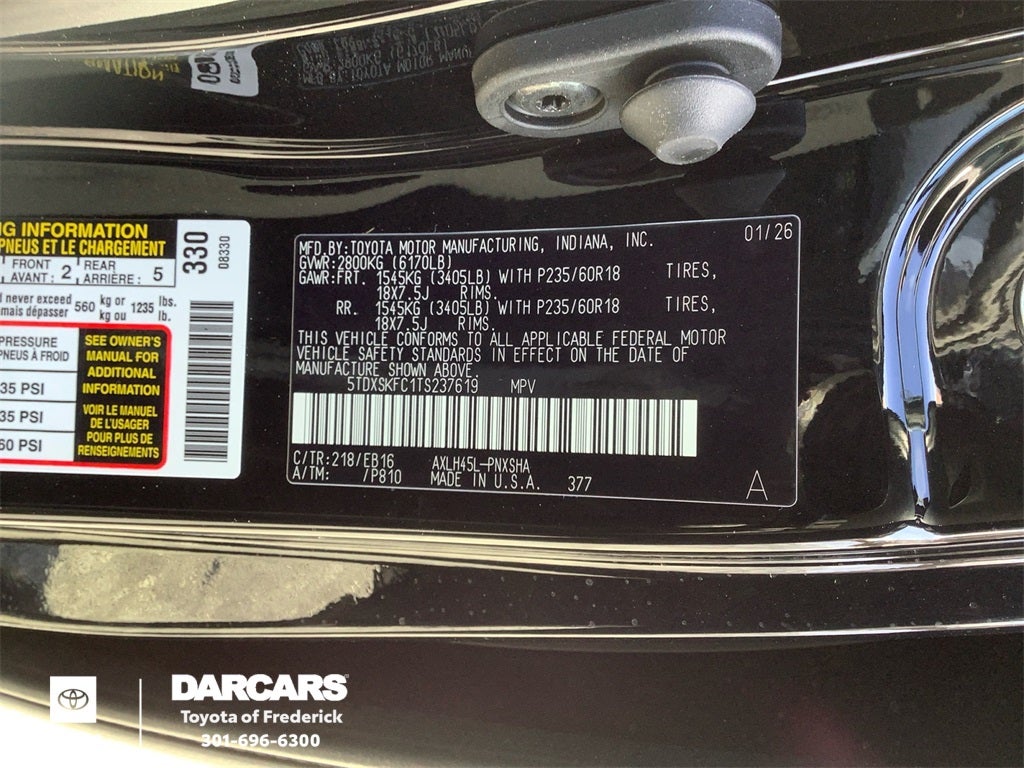 NG INFORMATION
PNEUS ET LE CHARGEMENT
FRONT AVANT : 2 REAR ARRIÈRE : 5
d never exceed 560 kg or 1235 lbs.
amais dépasser kg ou lb.
PRESSURE
PNEUS À FROID
35 PSI
35 PSI
60 PSI
SEE OWNER'S
MANUAL FOR
ADDITIONAL
INFORMATION
VOIR LE MANUEL
DE L'USAGER
POUR PLUS DE
RENSEIGNEMENTS
330
08330
MFD.BY:TOYOTA MOTOR MANUFACTURING, INDIANA, INC. 01/26
GVWR:2800KG (6170LB)
GAWR:FRT. 1545KG (3405LB) WITH P235/60R18 TIRES,
18X7.5J RIMS.
RR. 1545KG (3405LB) WITH P235/60R18 TIRES,
18X7.5J RIMS.
THIS VEHICLE CONFORMS TO ALL APPLICABLE FEDERAL MOTOR
VEHICLE SAFETY STANDARDS IN EFFECT ON THE DATE OF
MANUFACTURE SHOWN ABOVE.
5TDXSKFC1TS237619 MPV
C/TR:218/EB16 AXLH45L-PNXSHA
A/TM: /P810 MADE IN U.S.A. 377
A
DARCARS
Toyota of Frederick
301-696-6300